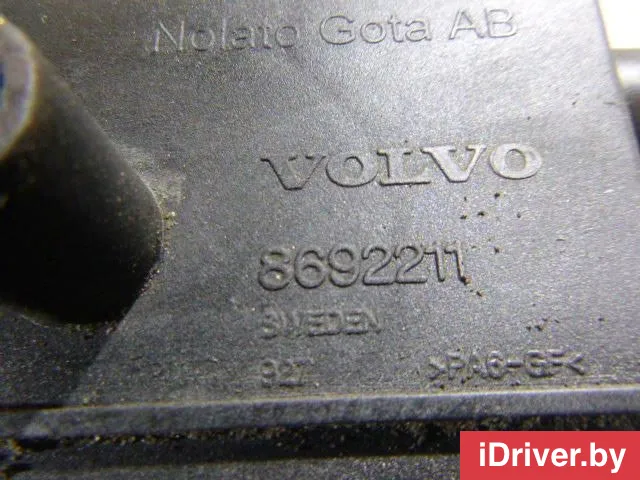 Nolato Gota AB
VOLVO
8692211
SWEDEN
>PA6-GF<
iDriver.by